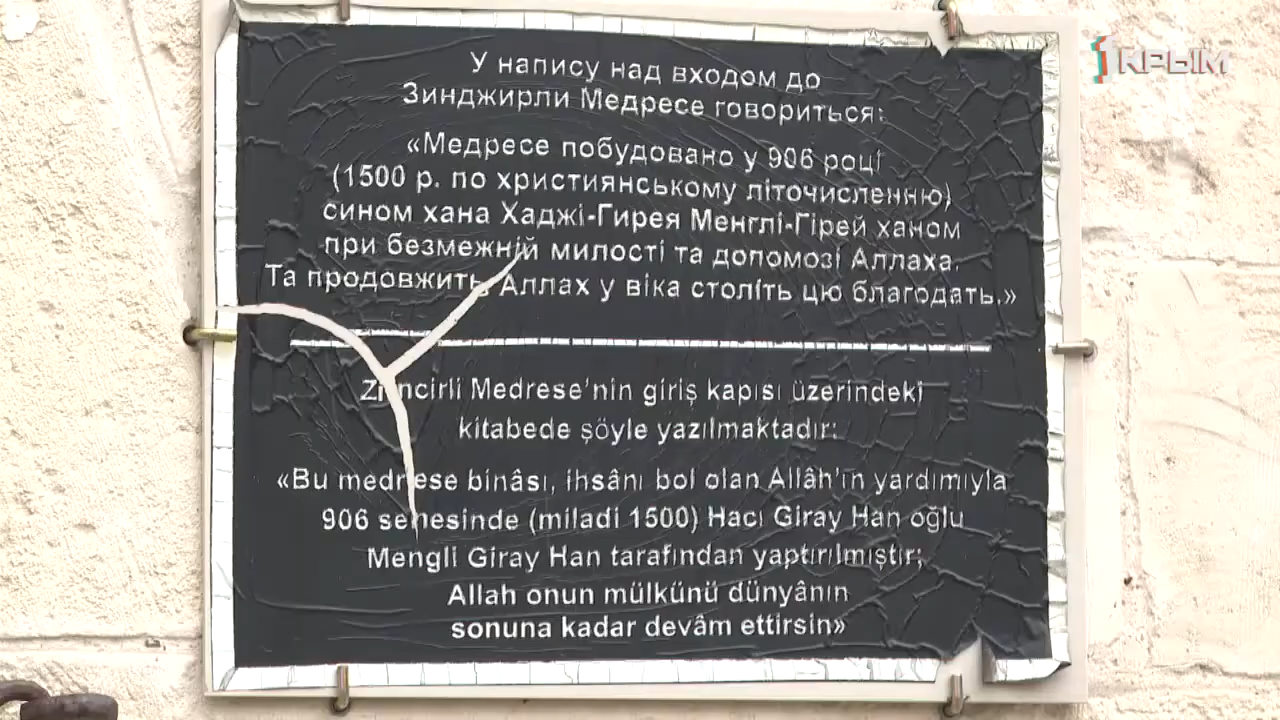 1КРЫМ
У напису над входом до
Зинджирли Медресе говориться:
«Медресе побудовано у 906 році
(1500 р. по християнському літочисленню)
сином хана Хаджі-Гирея Менглі-Гірей ханом
при безмежній милості та допомозі Аллаха.
Та продовжить Аллах у віка століть цю благодать.»
Zincirli Medrese'nin giriş kapısı üzerindeki
kitabede şöyle yazılmaktadır:
«Bu medrese binâsı, ihsânı bol olan Allâh'ın yardımıyla
906 senesinde (miladi 1500) Hacı Giray Han oğlu
Mengli Giray Han tarafından yaptırılmıştır;
Allah onun mülkünü dünyânın
sonuna kadar devâm ettirsin»